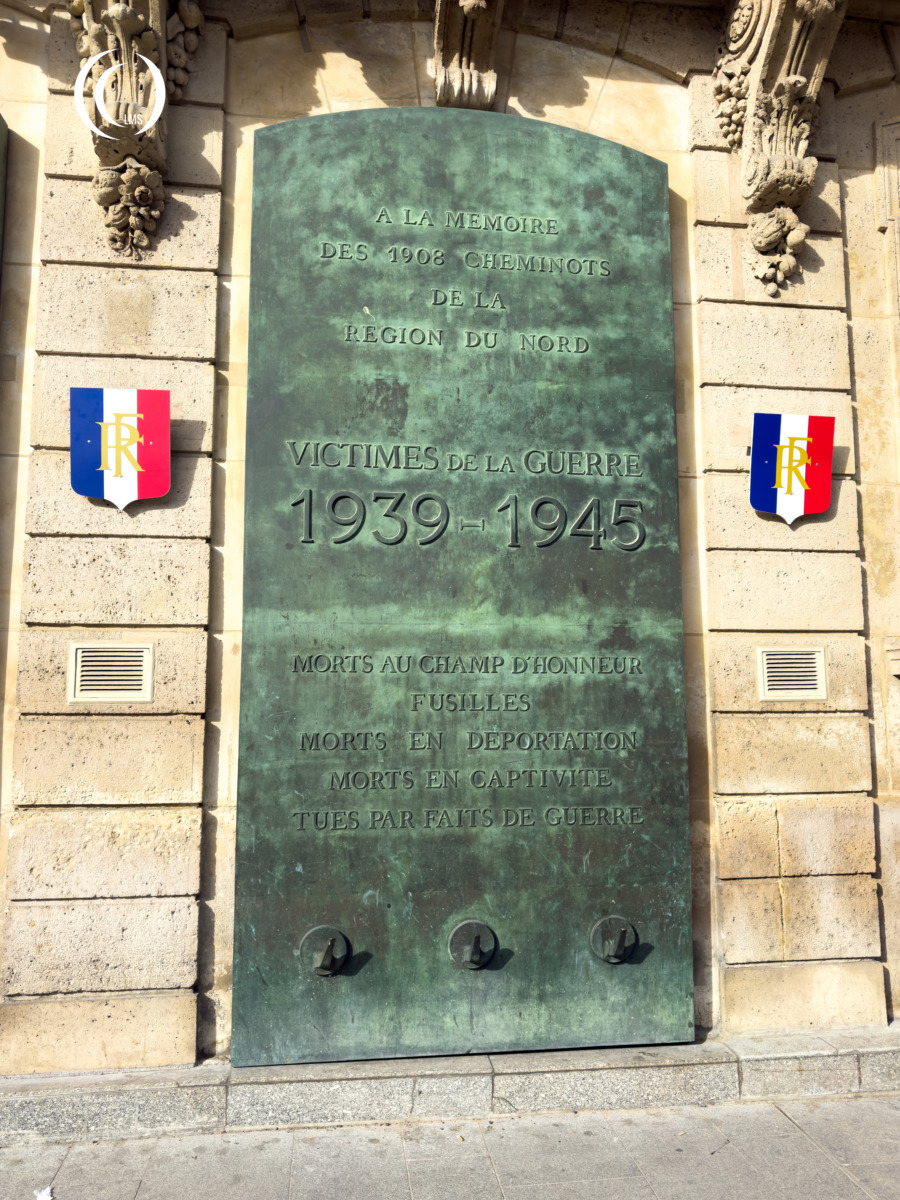 LMS
A LA MEMOIRE
DES 1908 CHEMINOTS
DE LA
REGION DU NORD
VICTIMES DE LA GUERRE
1939-1945
RF
RF
MORTS AU CHAMP D'HONNEUR
FUSILLES
MORTS EN DEPORTATION
MORTS EN CAPTIVITE
TUES PAR FAITS DE GUERRE